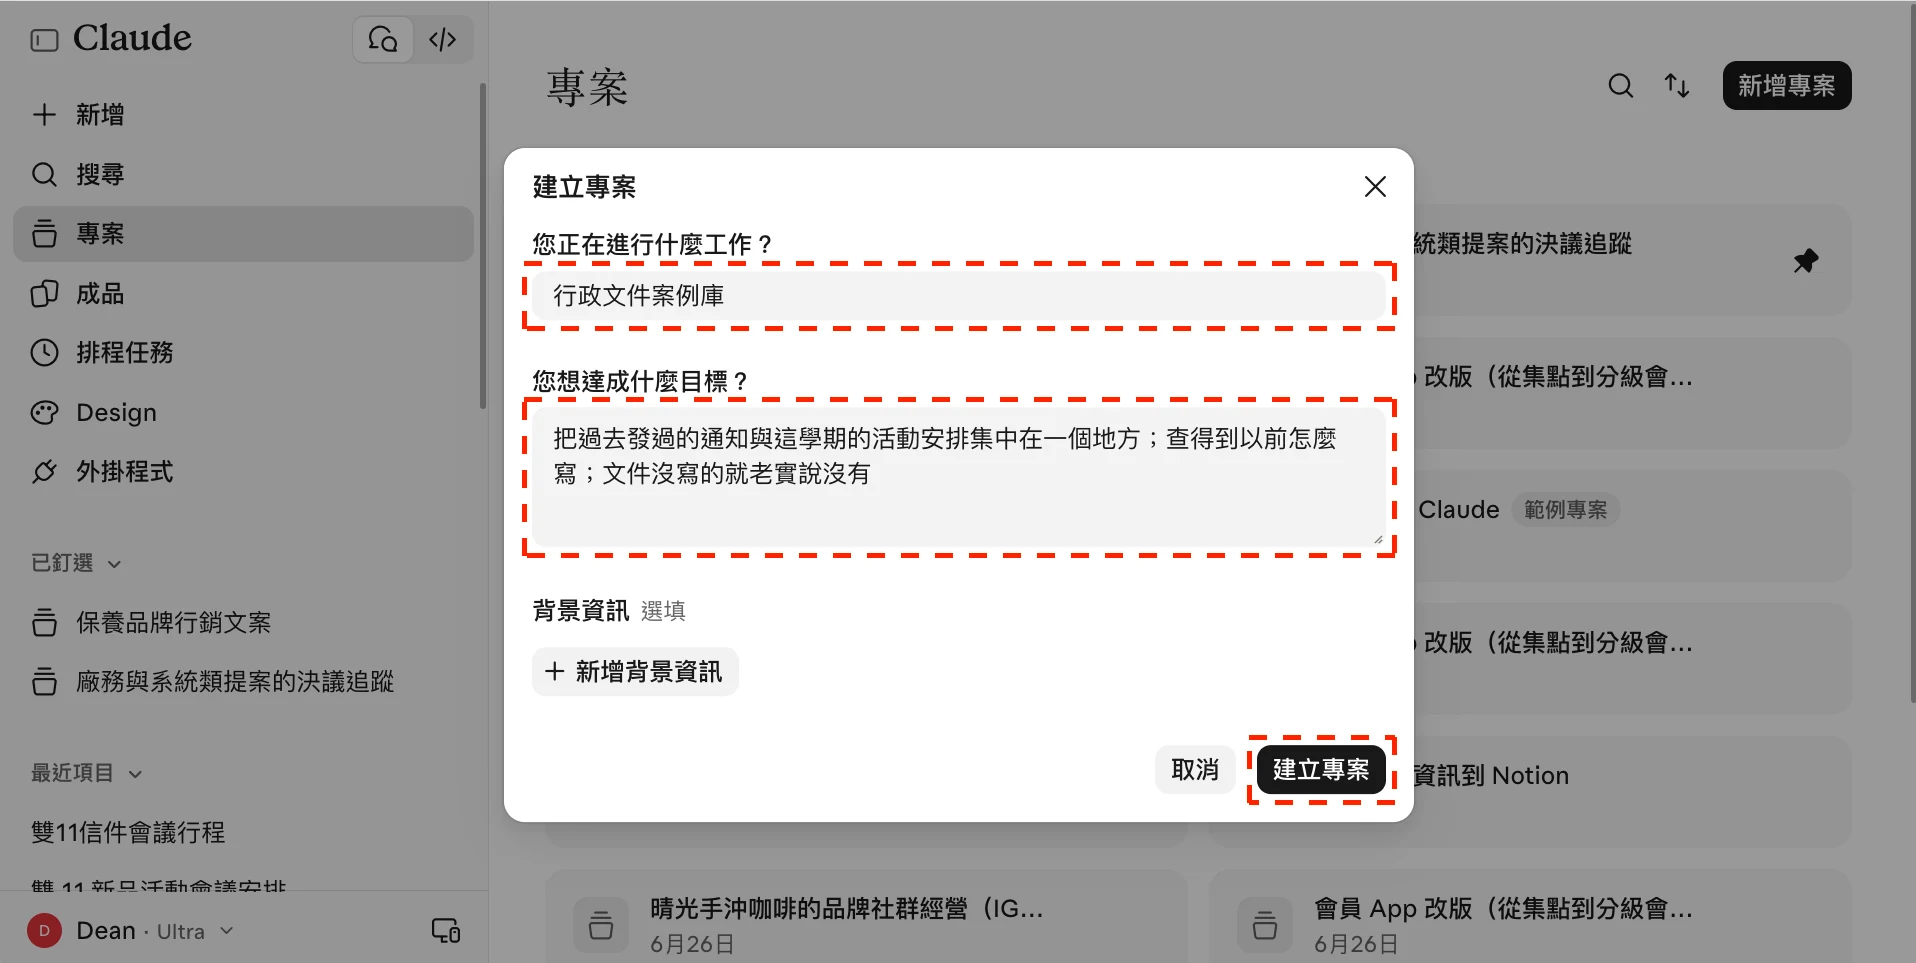 Claude
新增
搜尋
專案
成品
排程任務
Design
外掛程式
已釘選
保養品牌行銷文案
廠務與系統類提案的決議追蹤
最近項目
雙11信件會議行程
雙 11 新品活動會議安排
D
Dean · Ultra
專案
新增專案
建立專案
您正在進行什麼工作？
行政文件案例庫
您想達成什麼目標？
把過去發過的通知與這學期的活動安排集中在一個地方；查得到以前怎麼
寫；文件沒寫的就老實說沒有
背景資訊 選填
新增背景資訊
取消
建立專案
統類提案的決議追蹤
改版（從集點到分級會...
Claude 範例專案
改版（從集點到分級會...
資訊到 Notion
晴光手沖咖啡的品牌社群經營（IG...
6月26日
會員 App 改版（從集點到分級會...
6月26日